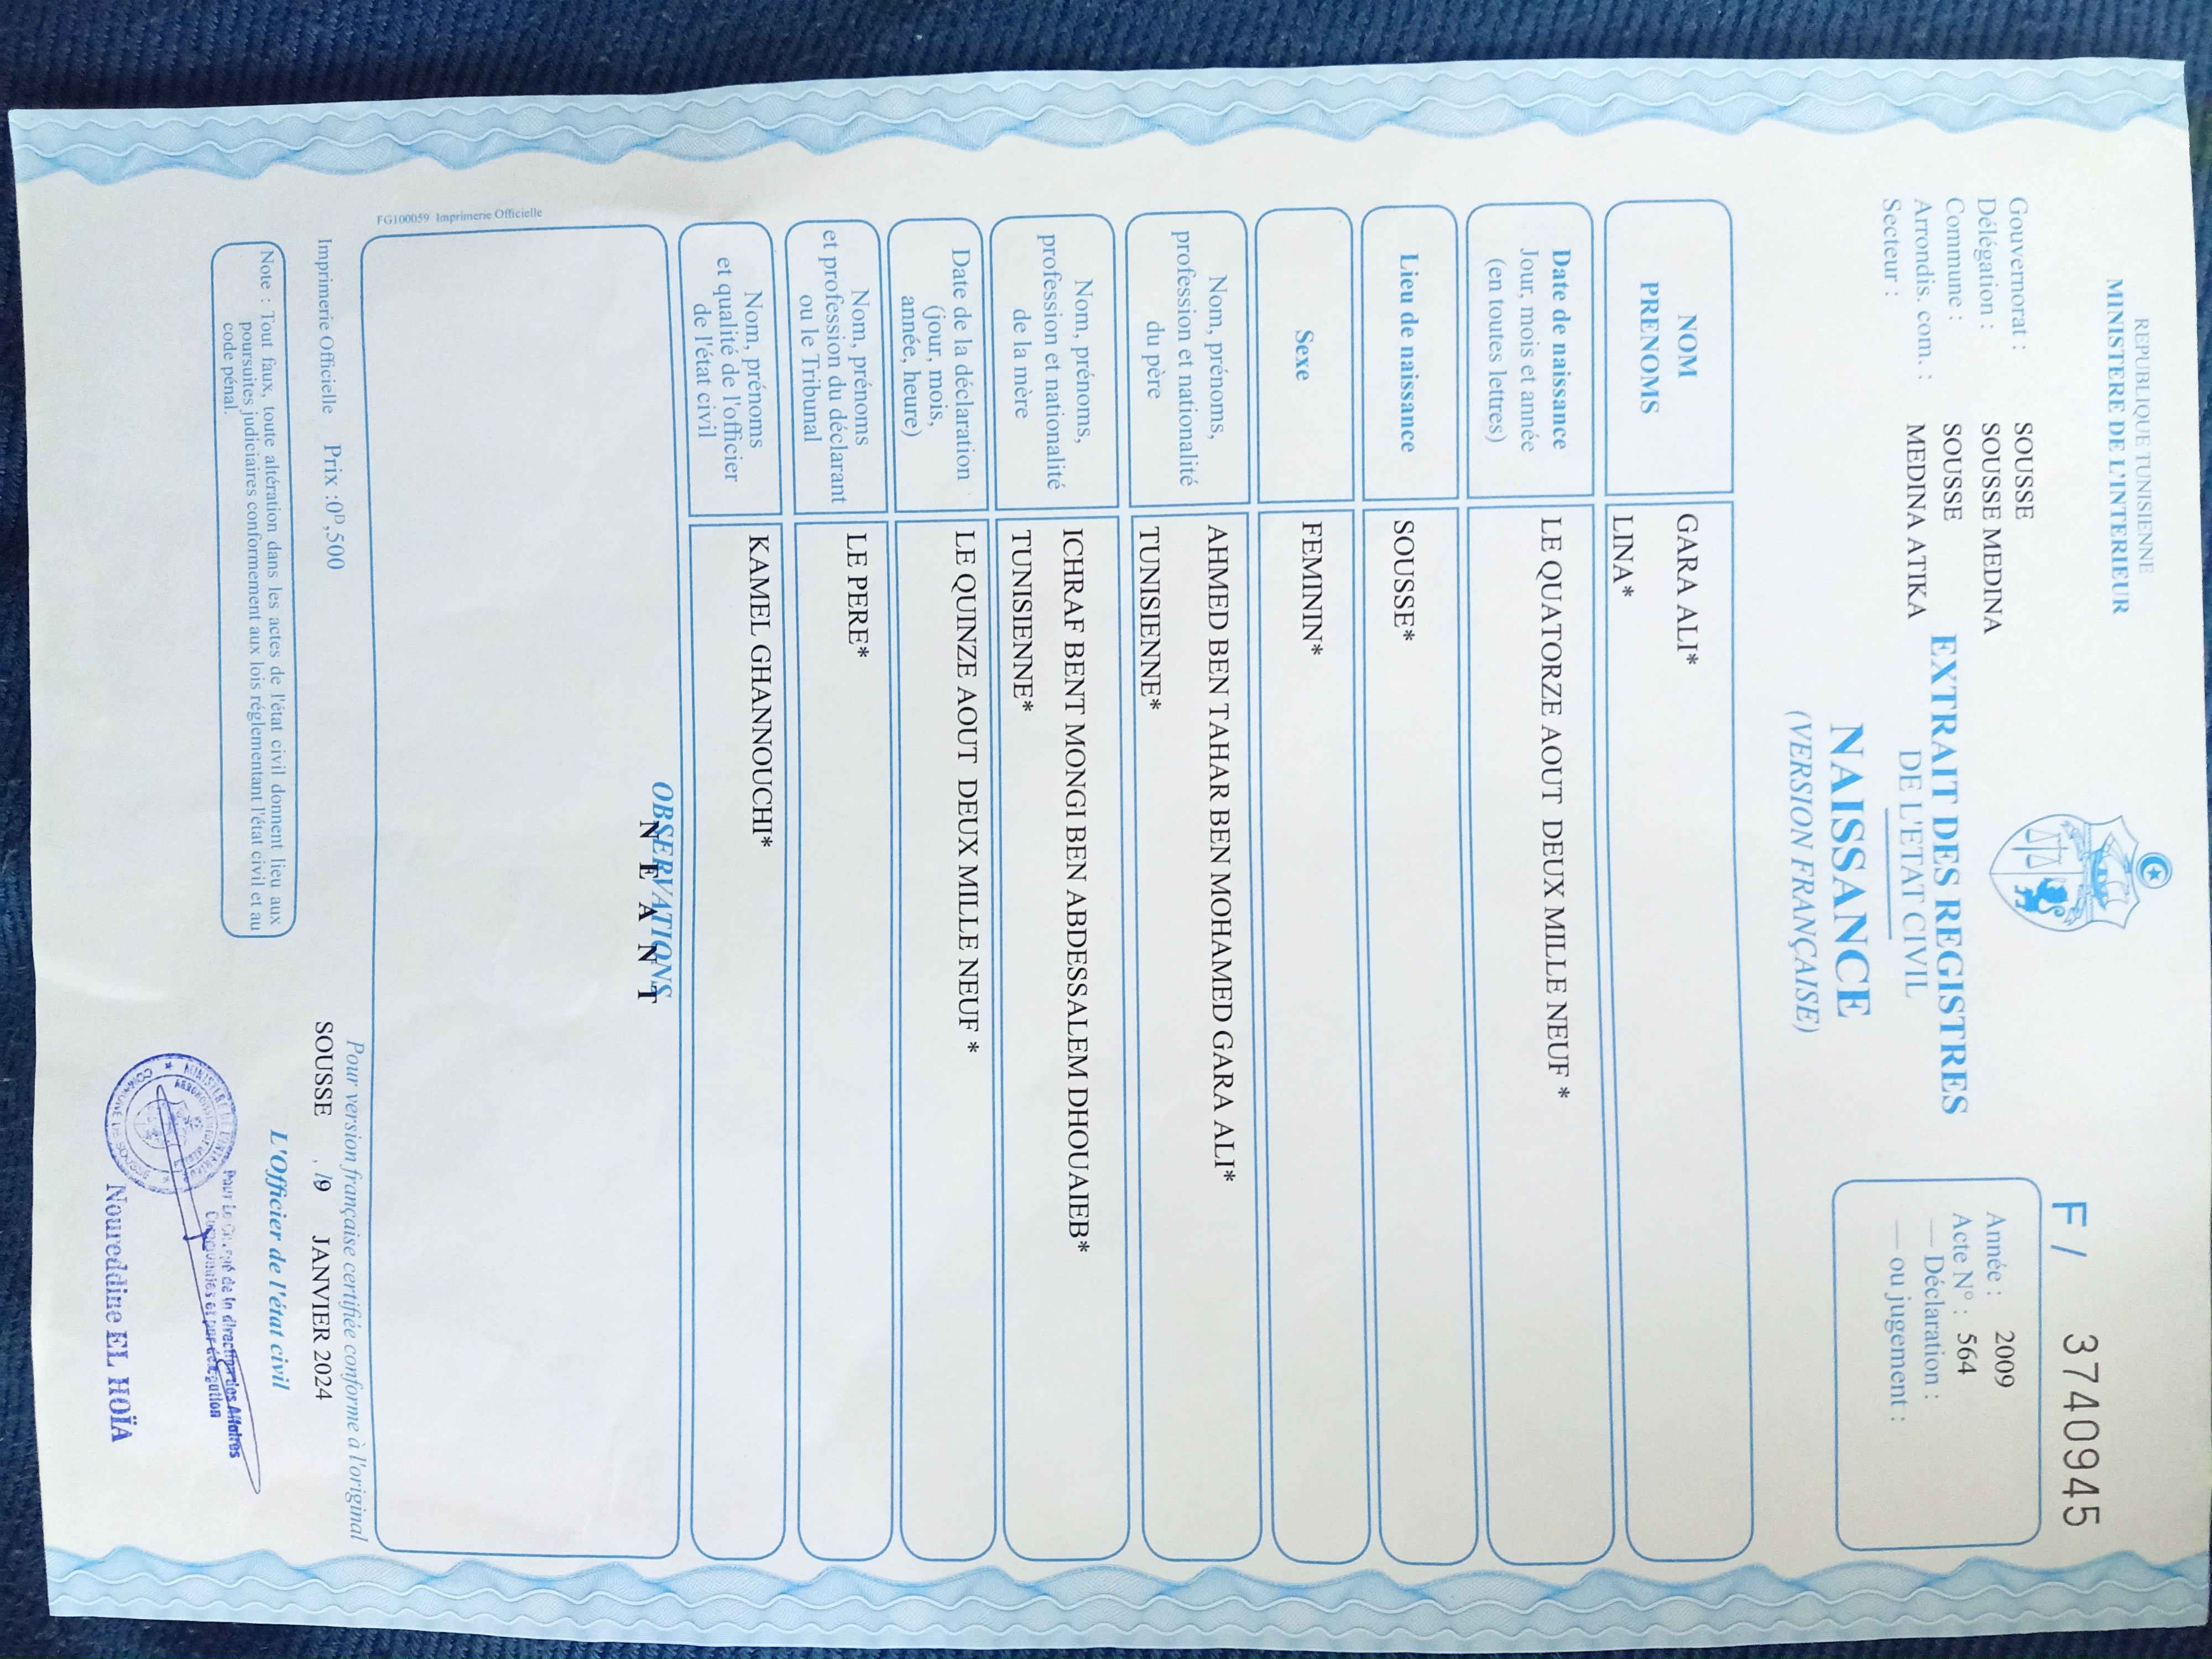 REPUBLIQUE TUNISIENNE
MINISTERE DE L'INTERIEUR
F / 3740945
Gouvernorat : SOUSSE
Délégation : SOUSSE MEDINA
Commune : SOUSSE
Arrondis. com. : MEDINA ATIKA
Secteur :
EXTRAIT DES REGISTRES
DE L'ETAT CIVIL
NAISSANCE
(VERSION FRANÇAISE)
Année : 2009
Acte N° : 564
— Déclaration :
— ou jugement :
NOM GARA ALI*
PRENOMS LINA*
Date de naissance
Jour, mois et année
(en toutes lettres)
LE QUATORZE AOUT DEUX MILLE NEUF *
Lieu de naissance SOUSSE*
Sexe FEMININ*
Nom, prénoms,
profession et nationalité
du père
AHMED BEN TAHAR BEN MOHAMED GARA ALI*
TUNISIENNE*
Nom, prénoms,
profession et nationalité
de la mère
ICHRAF BENT MONGI BEN ABDESSALEM DHOUAIEB*
TUNISIENNE*
Date de la déclaration
(jour, mois,
année, heure)
LE QUINZE AOUT DEUX MILLE NEUF *
Nom, prénoms
et profession du déclarant
ou le Tribunal
LE PERE*
Nom, prénoms
et qualité de l'officier
de l'état civil
KAMEL GHANNOUCHI*
OBSERVATIONS
N E A N T
FG100059 Imprimerie Officielle
Pour version française certifiée conforme à l'original
Imprimerie Officielle Prix :0D,500
SOUSSE , 19 JANVIER 2024
L'Officier de l'état civil
Note : Tout faux, toute altération dans les actes de l'état civil donnent lieu aux
poursuites judiciaires conformement aux lois réglementant l'état civil et au
code pénal.
de la direction des Affaires
Noureddine EL HOÏA